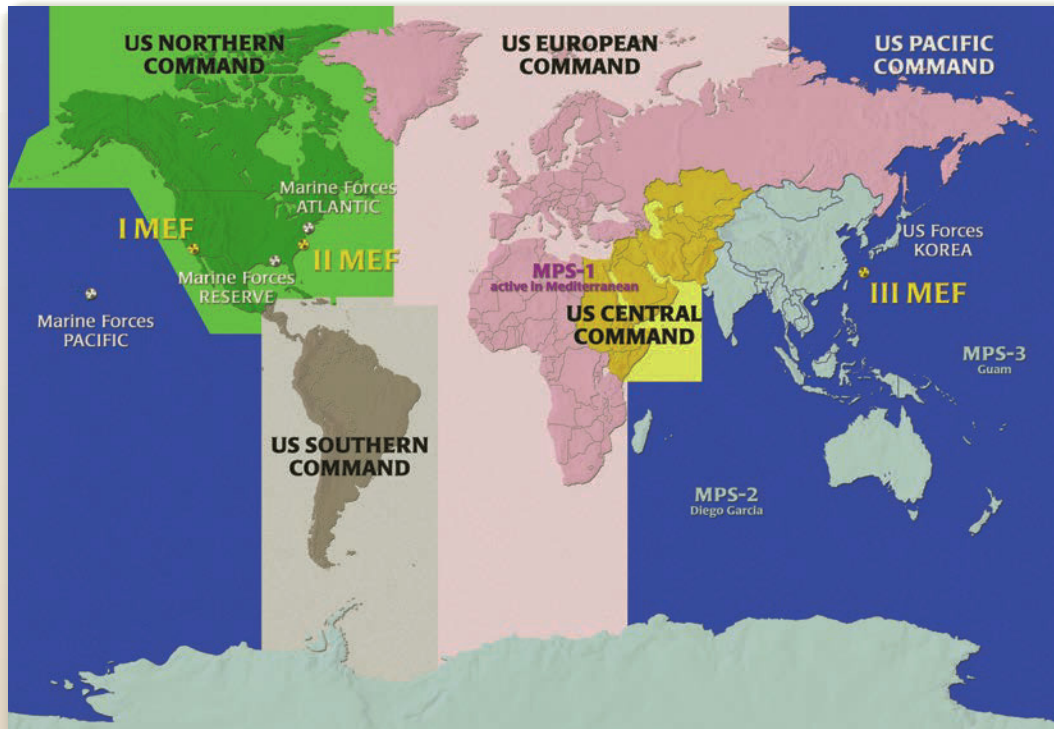 US NORTHERN
COMMAND
US EUROPEAN
COMMAND
US PACIFIC
COMMAND
Marine Forces
ATLANTIC
I MEF
II MEF
Marine Forces
RESERVE
Marine Forces
PACIFIC
MPS-1
active in Mediterranean
US CENTRAL
COMMAND
US Forces
KOREA
III MEF
MPS-3
Guam
US SOUTHERN
COMMAND
MPS-2
Diego Garcia